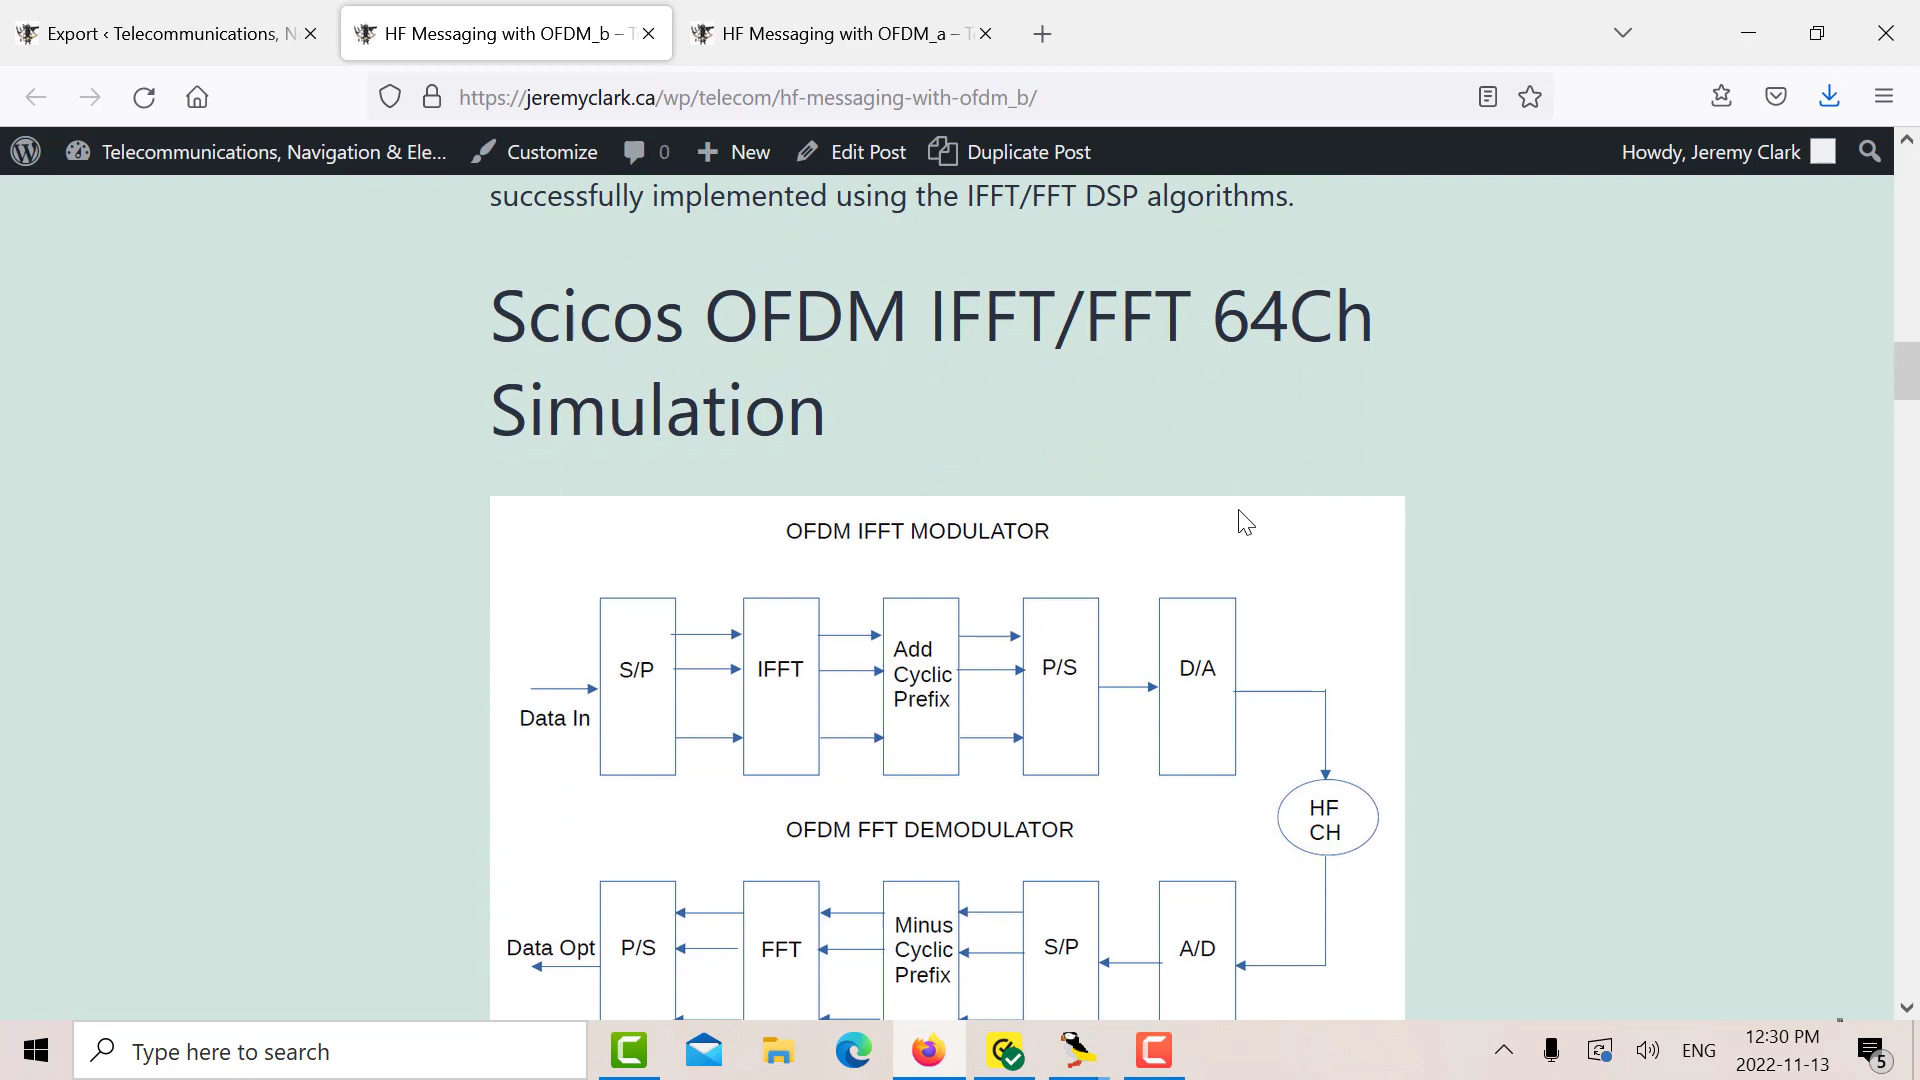 Export ‹ Telecommunications, N
HF Messaging with OFDM_b – Te
HF Messaging with OFDM_a – Te
https://jeremyclark.ca/wp/telecom/hf-messaging-with-ofdm_b/
Telecommunications, Navigation & Ele...
Customize
0
New
Edit Post
Duplicate Post
Howdy, Jeremy Clark
successfully implemented using the IFFT/FFT DSP algorithms.
Scicos OFDM IFFT/FFT 64Ch
Simulation
OFDM IFFT MODULATOR
Data In
S/P
IFFT
Add
Cyclic
Prefix
P/S
D/A
HF
CH
OFDM FFT DEMODULATOR
Data Opt
P/S
FFT
Minus
Cyclic
Prefix
S/P
A/D
Type here to search
ENG
12:30 PM
2022-11-13
5